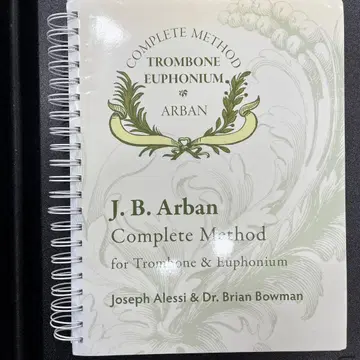 COMPLETE METHOD
TROMBONE
EUPHONIUM
ARBAN
J. B. Arban
Complete Method
for Trombone & Euphonium
Joseph Alessi & Dr. Brian Bowman